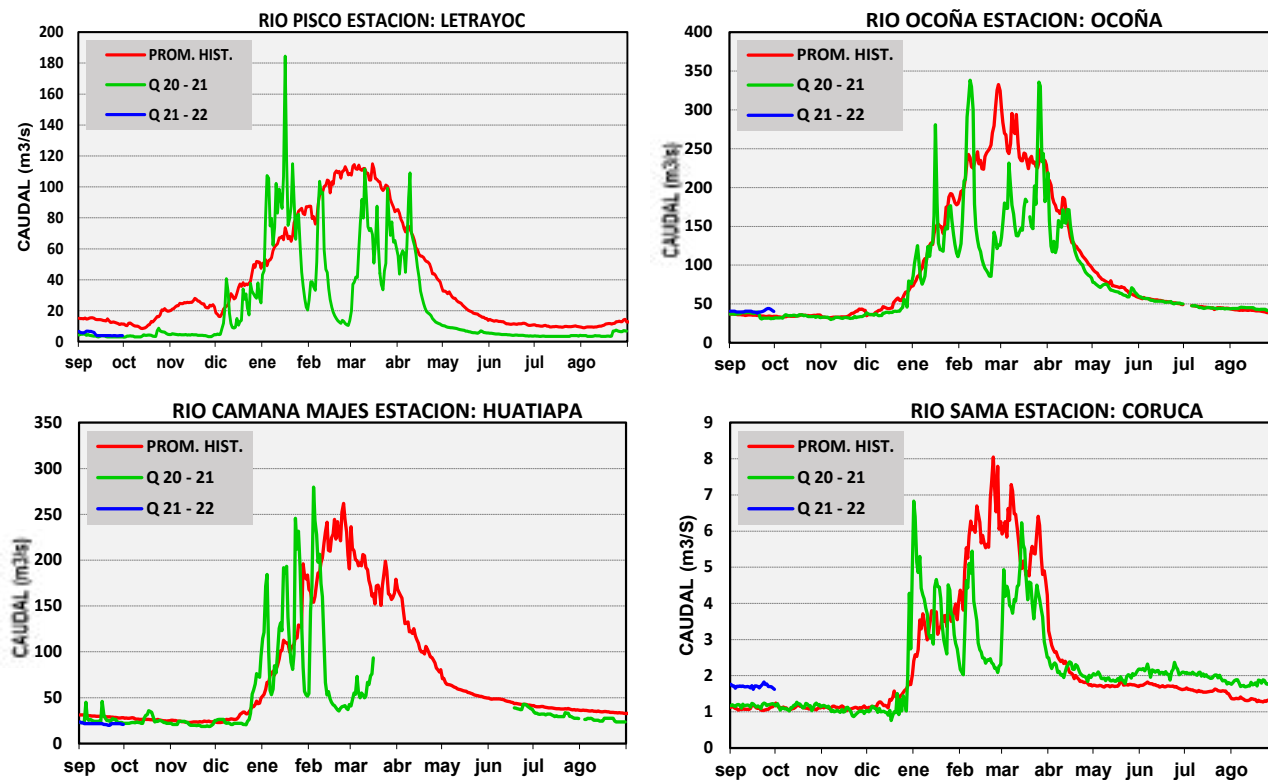 RIO PISCO ESTACION: LETRAYOC
CAUDAL (m3/s)
200
180
160
140
120
100
80
60
40
20
0
PROM. HIST.
Q 20 - 21
Q 21 - 22
sep oct nov dic ene feb mar abr may jun jul ago
RIO OCOÑA ESTACION: OCOÑA
CAUDAL (m3/s)
400
350
300
250
200
150
100
50
0
PROM. HIST.
Q 20 - 21
Q 21 - 22
sep oct nov dic ene feb mar abr may jun jul ago
RIO CAMANA MAJES ESTACION: HUATIAPA
CAUDAL (m3/s)
350
300
250
200
150
100
50
0
PROM. HIST.
Q 20 - 21
Q 21 - 22
sep oct nov dic ene feb mar abr may jun jul ago
RIO SAMA ESTACION: CORUCA
CAUDAL (m3/S)
9
8
7
6
5
4
3
2
1
0
PROM. HIST.
Q 20 - 21
Q 21 - 22
sep oct nov dic ene feb mar abr may jun jul ago